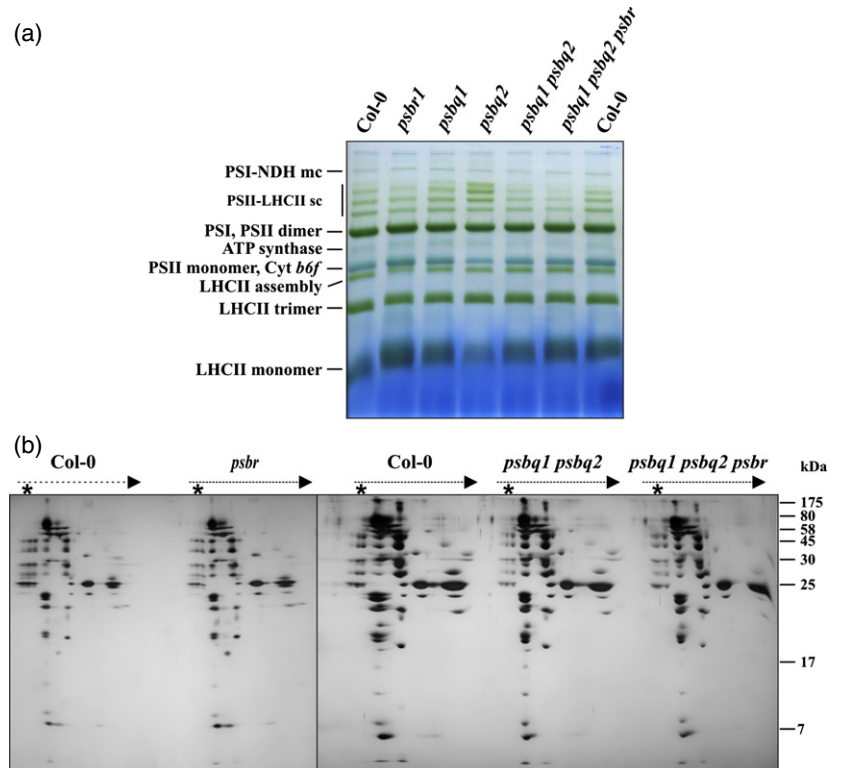 (a)
Col-0
psbr1
psbq1
psbq2
psbq1 psbq2
psbq1 psbq2 psbr
Col-0
PSI-NDH mc
PSII-LHCII sc
PSI, PSII dimer
ATP synthase
PSII monomer, Cyt b6f
LHCII assembly
LHCII trimer
LHCII monomer
(b)
Col-0 psbr Col-0 psbq1 psbq2 psbq1 psbq2 psbr kDa
* * * * *
175
80
58
45
30
25
17
7